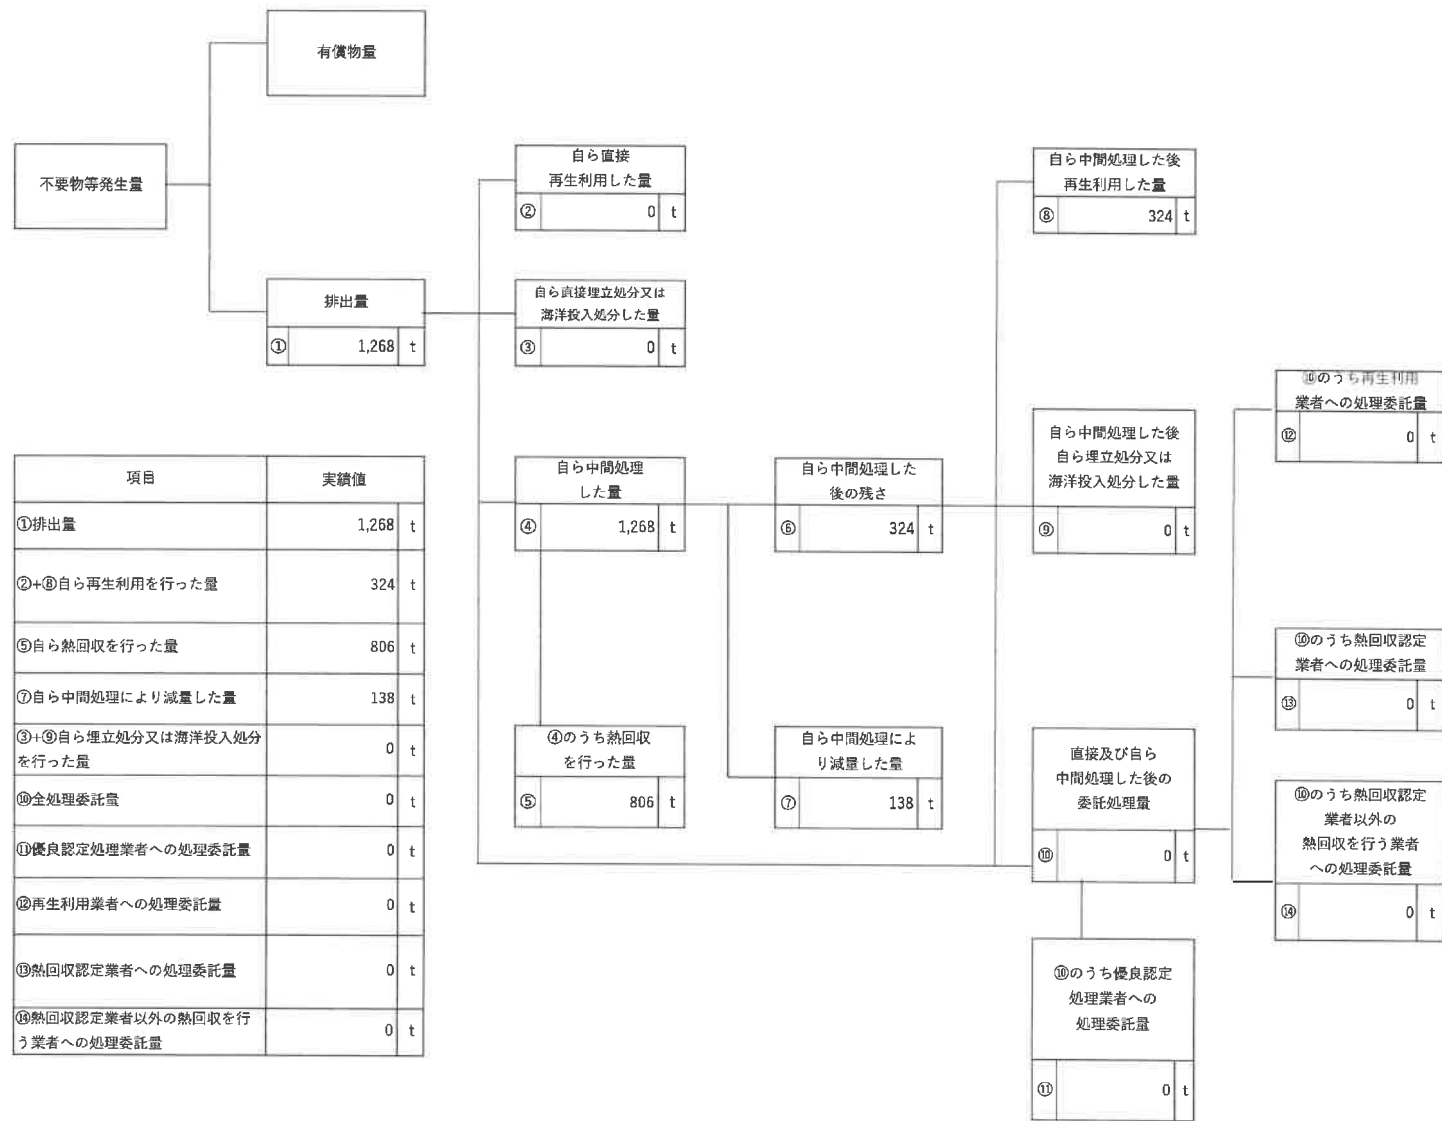 有償物量
不要物等発生量
自ら直接
再生利用した量
② 0 t
自ら中間処理した後
再生利用した量
⑧ 324 t
排出量
① 1,268 t
自ら直接埋立処分又は
海洋投入処分した量
③ 0 t
⑩のうち再生利用
業者への処理委託量
⑫ 0 t
自ら中間処理した後
自ら埋立処分又は
海洋投入処分した量
⑨ 0 t
自ら中間処理
した量
④ 1,268 t
自ら中間処理した
後の残さ
⑥ 324 t
項目 実績値
①排出量 1,268 t
②+⑧自ら再生利用を行った量 324 t
⑤自ら熱回収を行った量 806 t
⑦自ら中間処理により減量した量 138 t
③+⑨自ら埋立処分又は海洋投入処分
を行った量 0 t
⑩全処理委託量 0 t
⑪優良認定処理業者への処理委託量 0 t
⑫再生利用業者への処理委託量 0 t
⑬熱回収認定業者への処理委託量 0 t
⑭熱回収認定業者以外の熱回収を行
う業者への処理委託量 0 t
⑩のうち熱回収認定
業者への処理委託量
⑬ 0 t
④のうち熱回収
を行った量
⑤ 806 t
自ら中間処理によ
り減量した量
⑦ 138 t
直接及び自ら
中間処理した後の
委託処理量
⑩ 0 t
⑩のうち熱回収認定
業者以外の
熱回収を行う業者
への処理委託量
⑭ 0 t
⑩のうち優良認定
処理業者への
処理委託量
⑪ 0 t